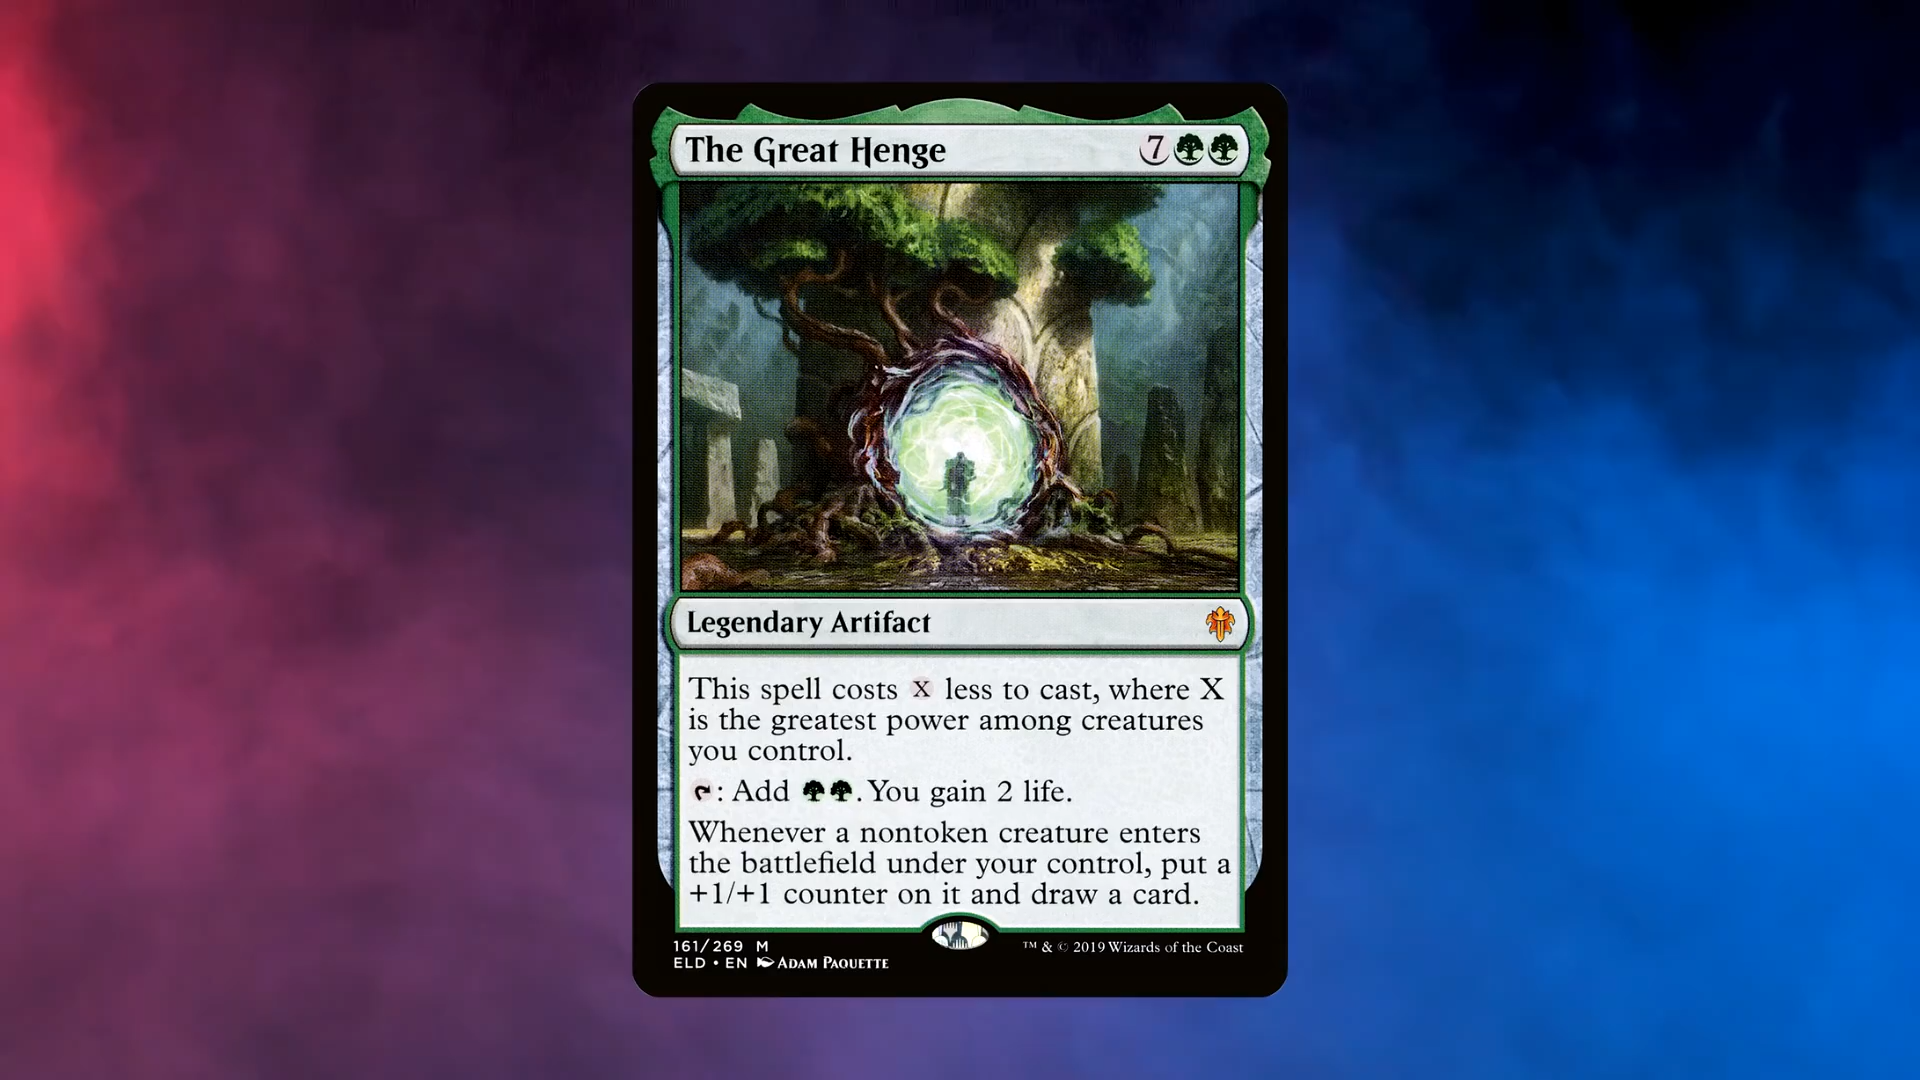 The Great Henge 7
Legendary Artifact
This spell costs X less to cast, where X
is the greatest power among creatures
you control.
: Add . You gain 2 life.
Whenever a nontoken creature enters
the battlefield under your control, put a
+1/+1 counter on it and draw a card.
161/269 M
ELD • EN ADAM PAQUETTE
™ & © 2019 Wizards of the Coast